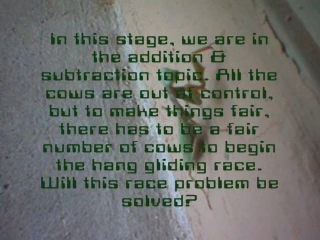 In this stage, we are in
the addition &
subtraction topic. All the
cows are out of control,
but to make things fair,
there has to be a fair
number of cows to begin
the hang gliding race.
Will this race problem be
solved?